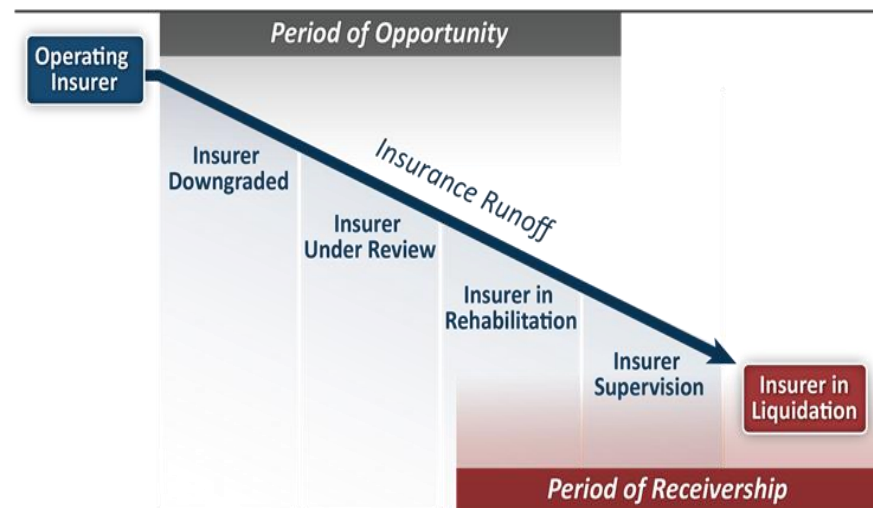 Period of Opportunity
Operating
Insurer
Insurance Runoff
Insurer
Downgraded
Insurer
Under Review
Insurer in
Rehabilitation
Insurer
Supervision
Insurer in
Liquidation
Period of Receivership